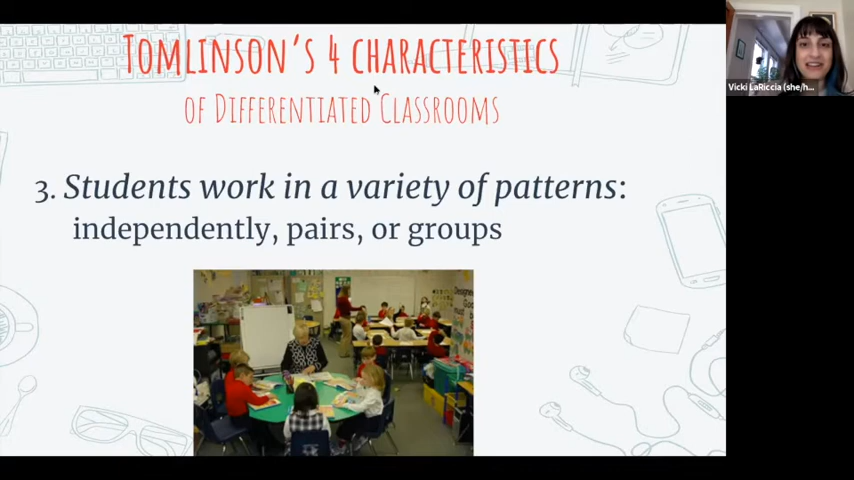 Tomlinson's 4 characteristics
of Differentiated Classrooms
3. Students work in a variety of patterns:
independently, pairs, or groups
Vicki LaRiccia (she/h...